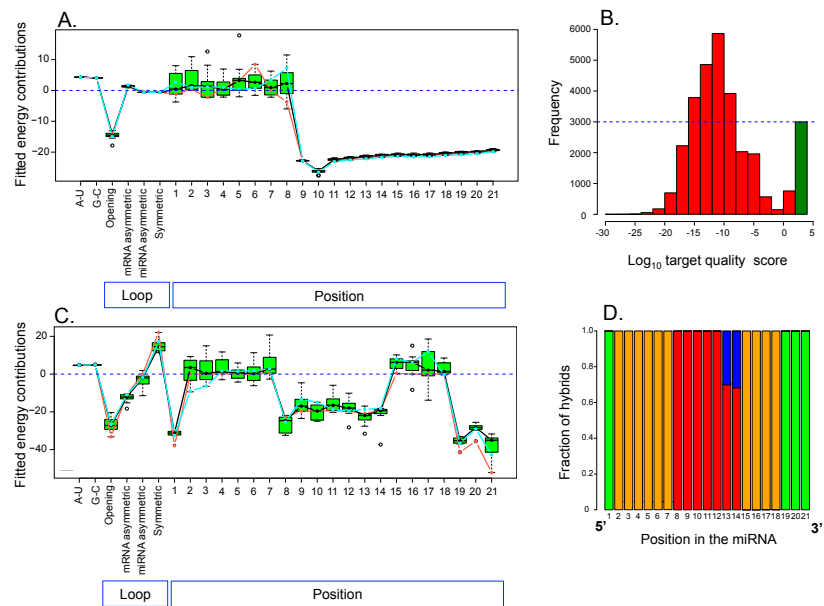 A.
Fitted energy contributions
10
0
−10
−20
A-U
G-C
Opening
mRNA asymmetric
miRNA asymmetric
Symmetric
1 2 3 4 5 6 7 8 9 10 11 12 13 14 15 16 17 18 19 20 21
Loop
Position
B.
Frequency
6000
5000
4000
3000
2000
1000
0
-30 -25 -20 -15 -10 -5 0 5
Log10 target quality score
C.
Fitted energy contributions
20
0
−20
−40
A-U
G-C
Opening
mRNA asymmetric
miRNA asymmetric
Symmetric
1 2 3 4 5 6 7 8 9 10 11 12 13 14 15 16 17 18 19 20 21
Loop
Position
D.
Fraction of hybrids
1.0
0.8
0.6
0.4
0.2
0
1 2 3 4 5 6 7 8 9 10 11 12 13 14 15 16 17 18 19 20 21
5' 3'
Position in the miRNA